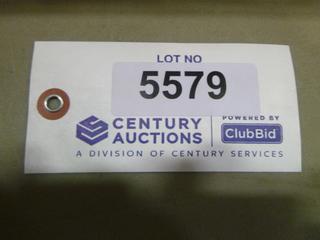 LOT NO
5579
CENTURY AUCTIONS
POWERED BY
ClubBid
A DIVISION OF CENTURY SERVICES